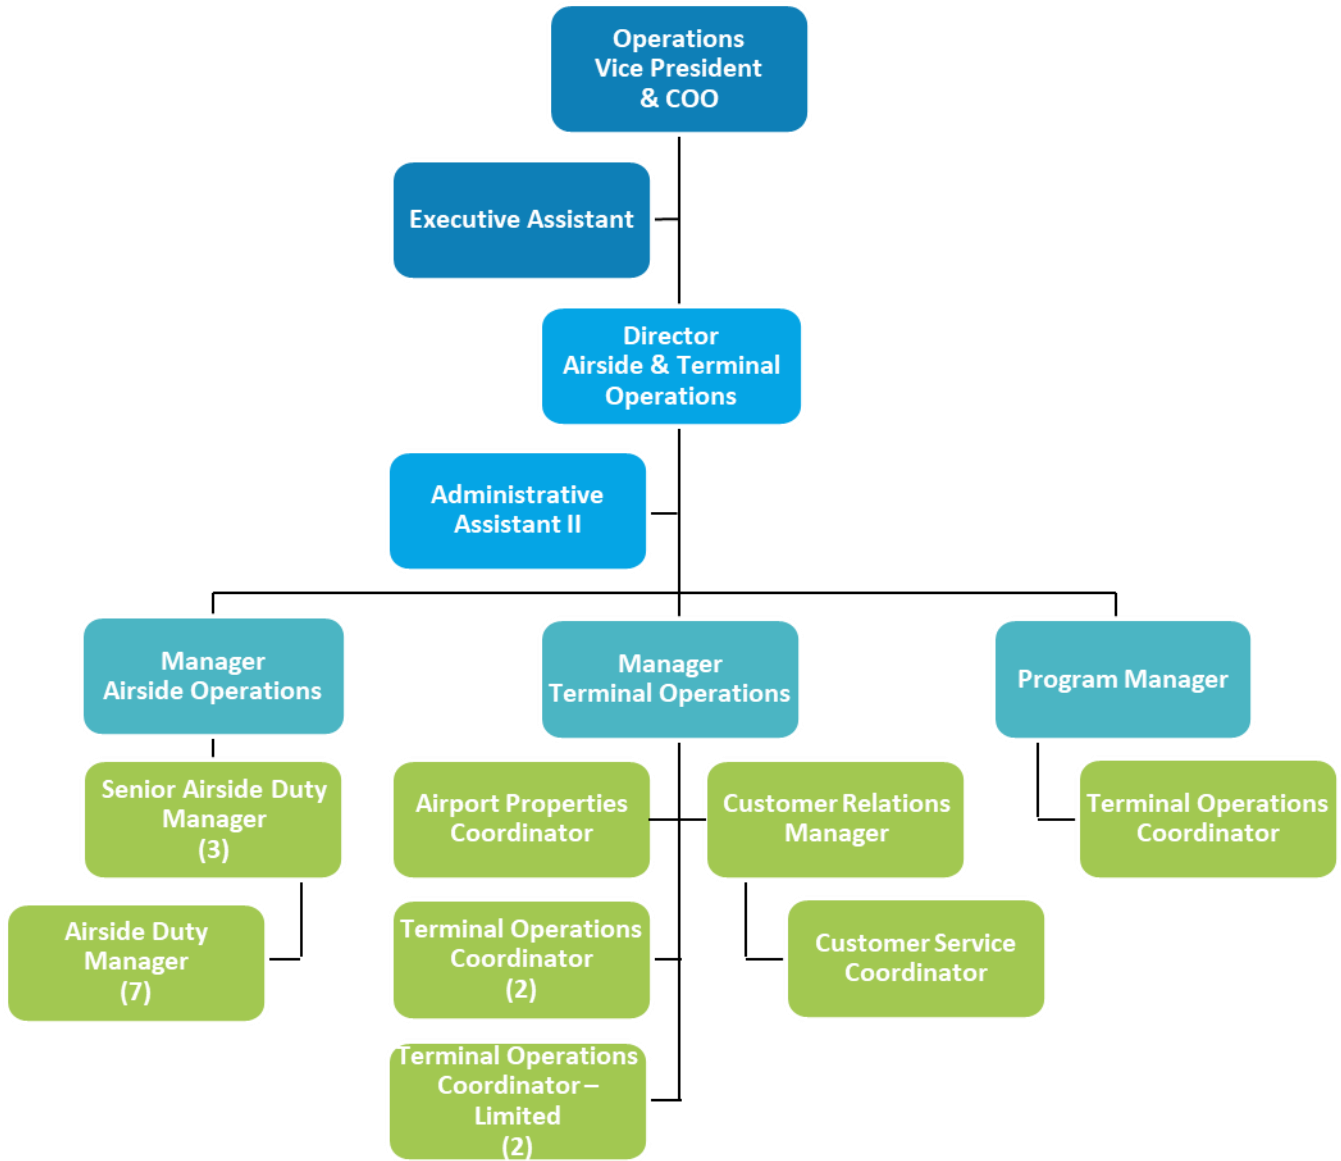 Operations
Vice President
& COO
Executive Assistant
Director
Airside & Terminal
Operations
Administrative
Assistant II
Manager
Airside Operations
Manager
Terminal Operations
Program Manager
Senior Airside Duty
Manager
(3)
Airport Properties
Coordinator
Customer Relations
Manager
Terminal Operations
Coordinator
Airside Duty
Manager
(7)
Terminal Operations
Coordinator
(2)
Customer Service
Coordinator
Terminal Operations
Coordinator –
Limited
(2)